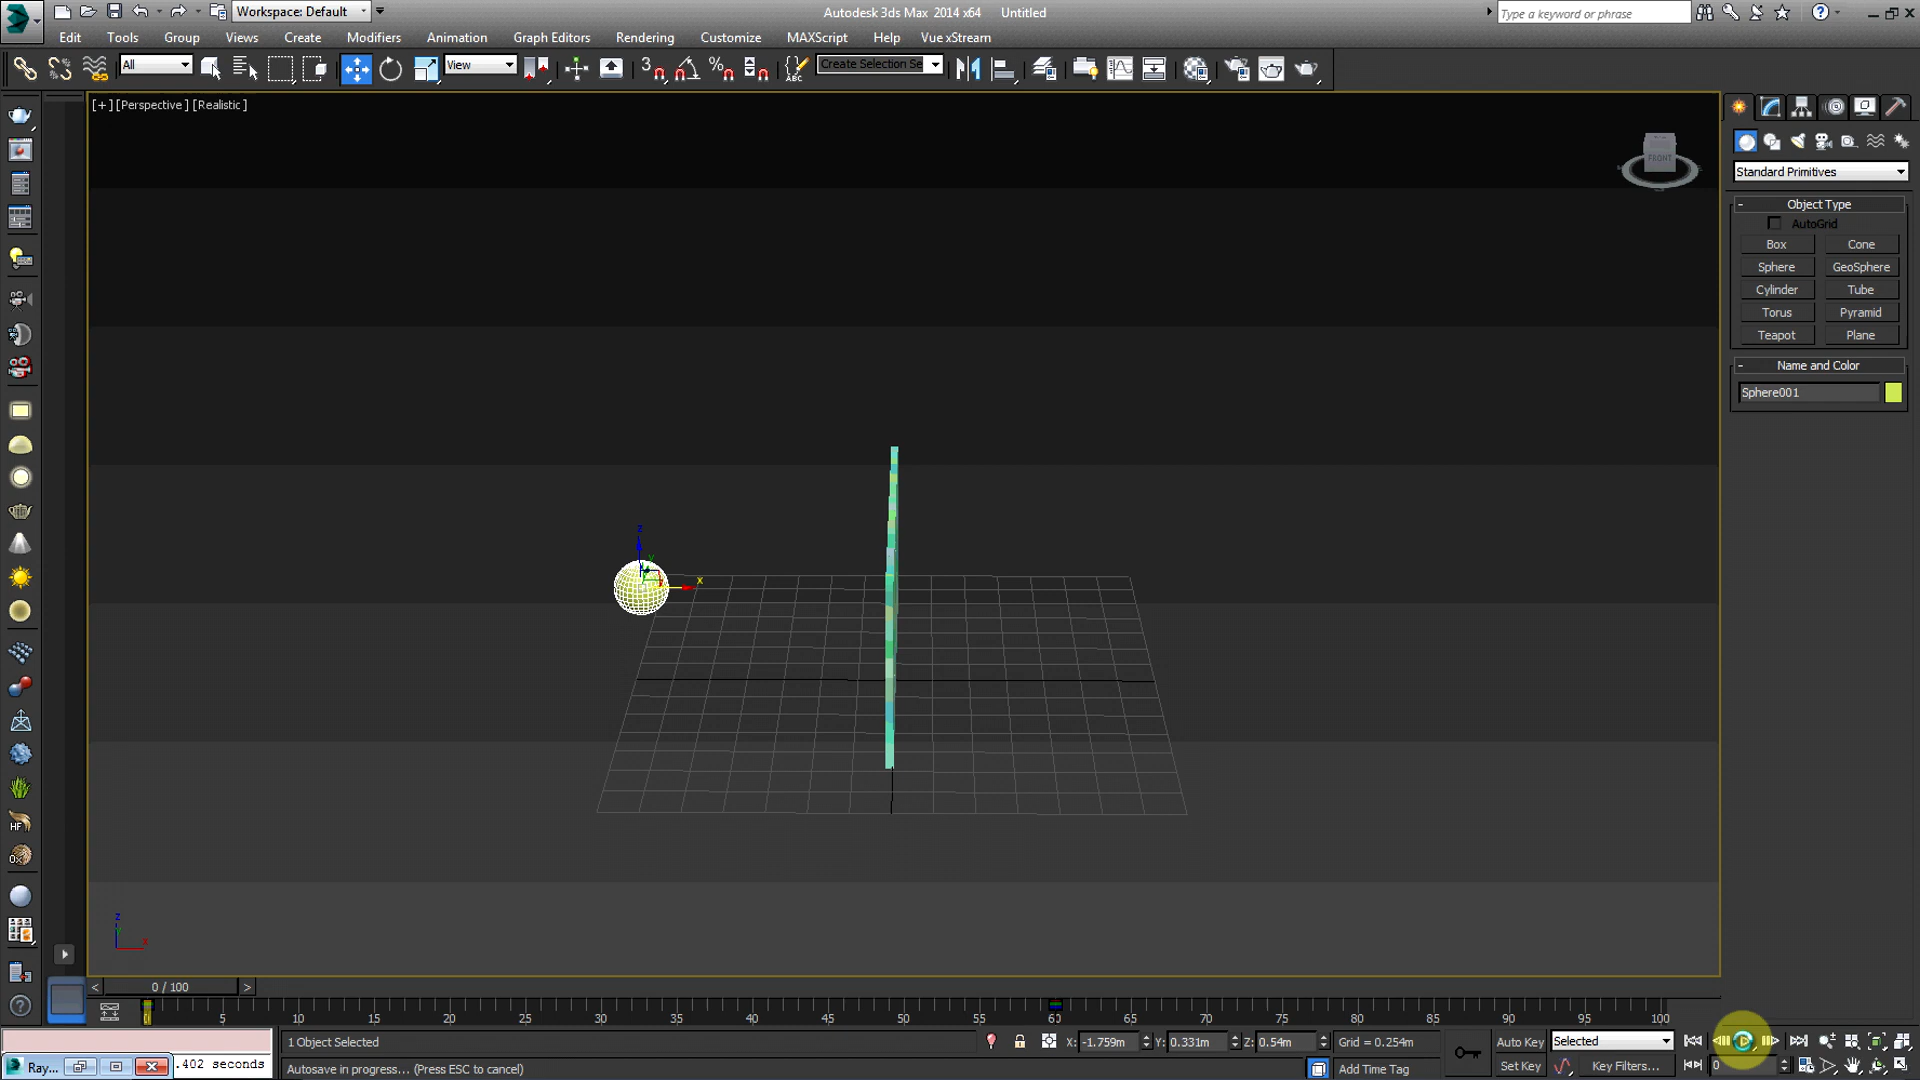 Workspace: Default
Autodesk 3ds Max 2014 x64 Untitled
Type a keyword or phrase
Edit Tools Group Views Create Modifiers Animation Graph Editors Rendering Customize MAXScript Help Vue xStream
All
View
3
ABC
Create Selection Se
[+] [Perspective ] [Realistic ]
FRONT
Standard Primitives
- Object Type
AutoGrid
Box Cone
Sphere GeoSphere
Cylinder Tube
Torus Pyramid
Teapot Plane
- Name and Color
Sphere001
z
y
x
HF
z
y
x
< 0 / 100 >
5 10 15 20 25 30 35 40 45 50 55 60 65 70 75 80 85 90 95 100
1 Object Selected
X: -1.759m Y: 0.331m Z: 0.54m Grid = 0.254m
Auto Key Selected
Ray...
.402 seconds
Autosave in progress... (Press ESC to cancel)
Add Time Tag
Set Key Key Filters... 0